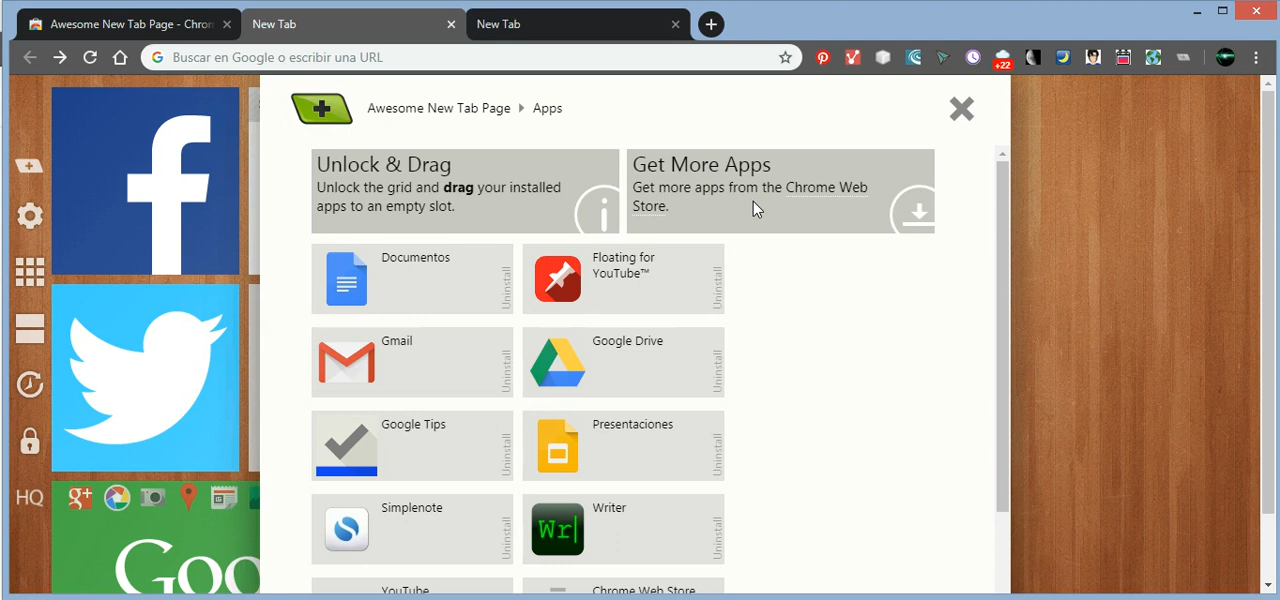 Awesome New Tab Page - Chron
New Tab
New Tab
Buscar en Google o escribir una URL
+22
Awesome New Tab Page
Apps
Unlock & Drag
Unlock the grid and drag your installed
apps to an empty slot.
Get More Apps
Get more apps from the Chrome Web
Store.
Documentos
Uninstall
Floating for
YouTube™
Uninstall
Gmail
Uninstall
Google Drive
Uninstall
Google Tips
Uninstall
Presentaciones
Uninstall
HQ
g+
Simplenote
Uninstall
Wr
Writer
Uninstall
Goo
YouTube
Chrome Web Store